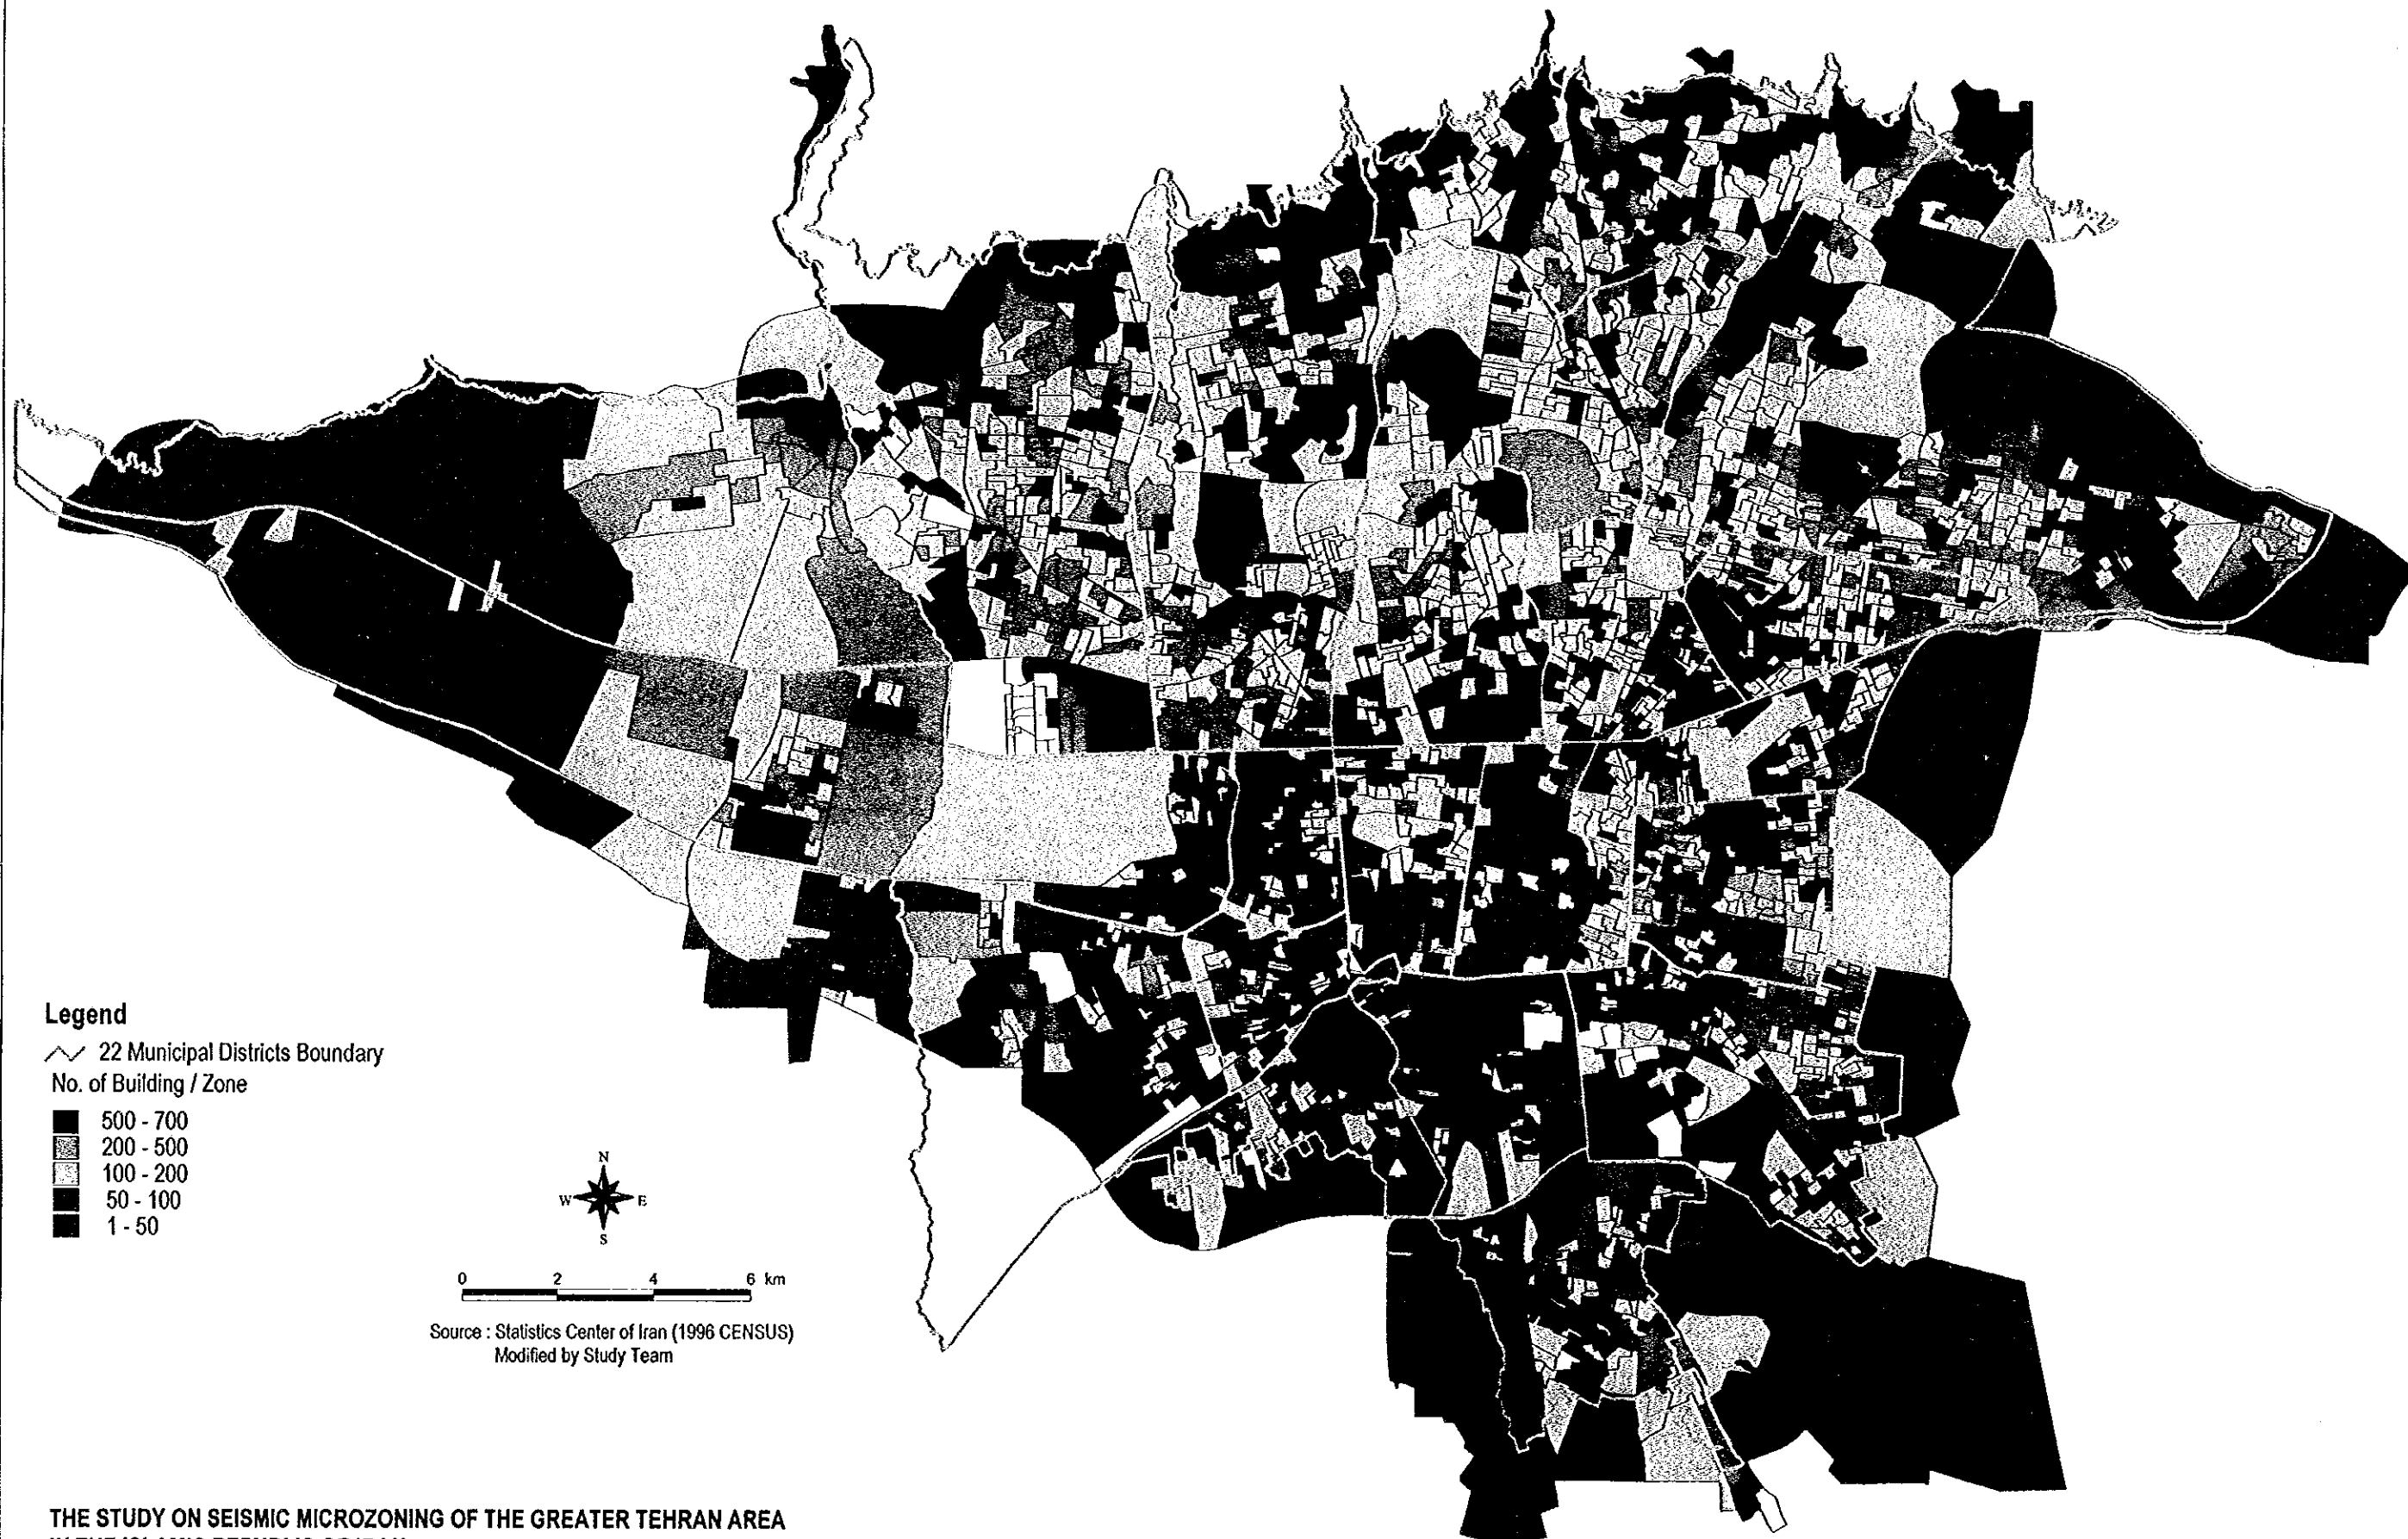 Legend
22 Municipal Districts Boundary
No. of Building / Zone
500 - 700
200 - 500
100 - 200
50 - 100
1 - 50
N
W E
S
0 2 4 6 km
Source : Statistics Center of Iran (1996 CENSUS)
Modified by Study Team
THE STUDY ON SEISMIC MICROZONING OF THE GREATER TEHRAN AREA